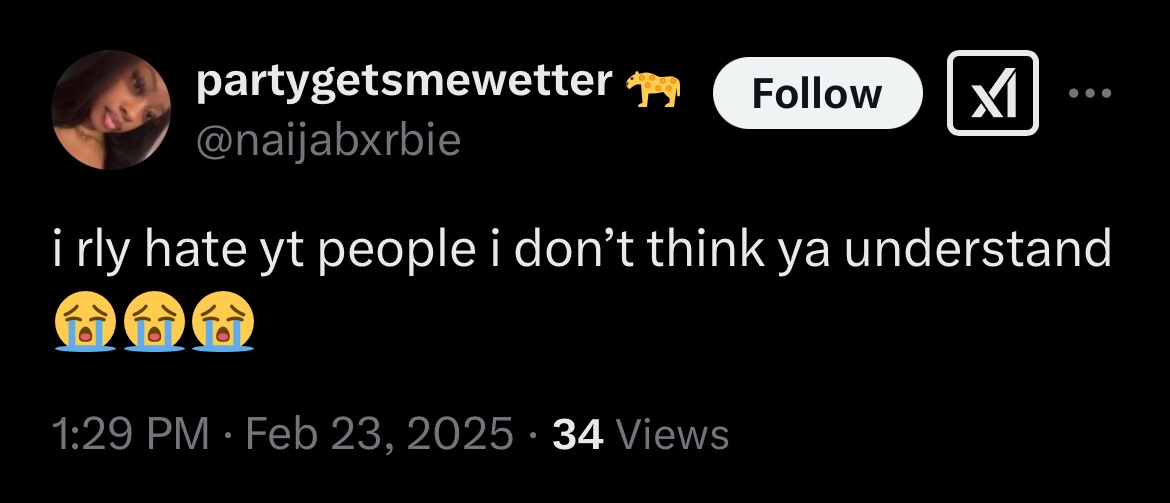 partygetsmewetter 🐆
Follow
@naijabxrbie
i rly hate yt people i don’t think ya understand
😭😭😭
1:29 PM · Feb 23, 2025 · 34 Views